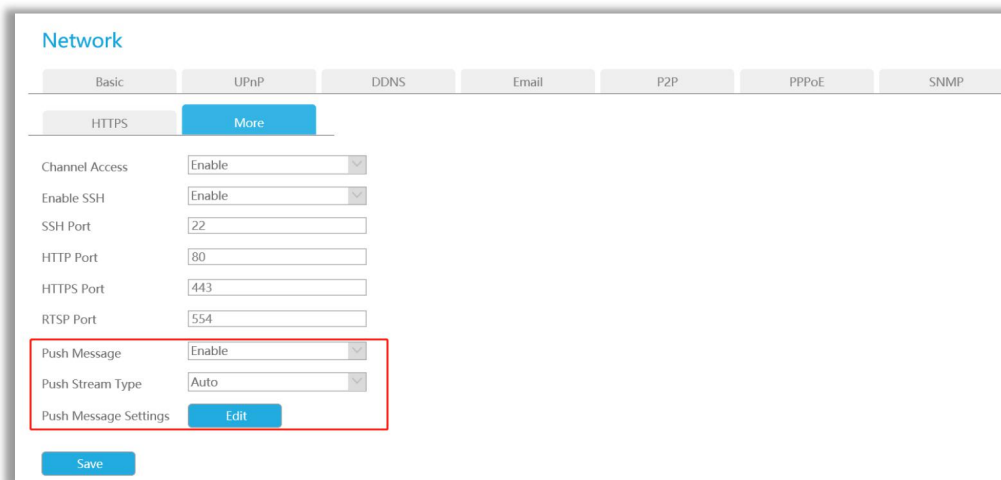 Network
Basic UPnP DDNS Email P2P PPPoE SNMP
HTTPS More
Channel Access Enable
Enable SSH Enable
SSH Port 22
HTTP Port 80
HTTPS Port 443
RTSP Port 554
Push Message Enable
Push Stream Type Auto
Push Message Settings Edit
Save